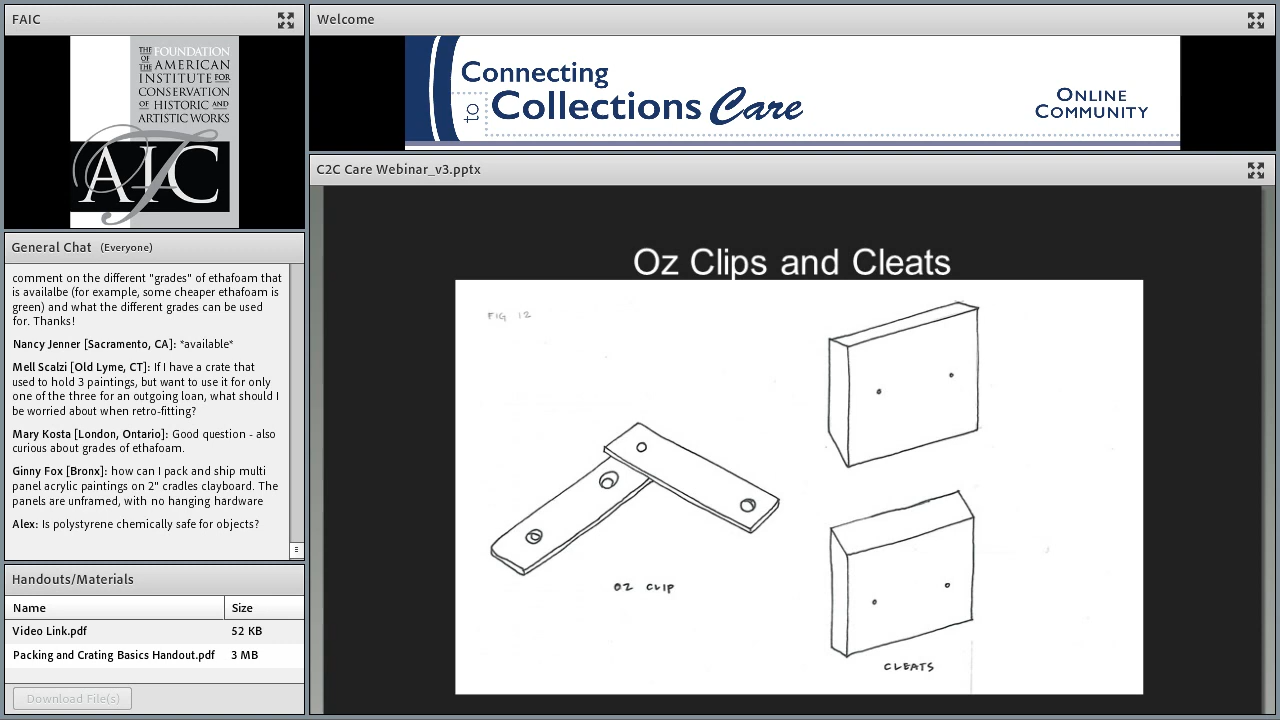 FAIC
THE FOUNDATION
OF THE AMERICAN
INSTITUTE FOR
CONSERVATION
OF HISTORIC AND
ARTISTIC WORKS
AIC
General Chat (Everyone)
comment on the different "grades" of ethafoam that
is availalbe (for example, some cheaper ethafoam is
green) and what the different grades can be used
for. Thanks!
Nancy Jenner [Sacramento, CA]: *available*
Mell Scalzi [Old Lyme, CT]: If I have a crate that
used to hold 3 paintings, but want to use it for only
one of the three for an outgoing loan, what should I
be worried about when retro-fitting?
Mary Kosta [London, Ontario]: Good question - also
curious about grades of ethafoam.
Ginny Fox [Bronx]: how can I pack and ship multi
panel acrylic paintings on 2" cradles clayboard. The
panels are unframed, with no hanging hardware
Alex: Is polystyrene chemically safe for objects?
Handouts/Materials
Name Size
Video Link.pdf 52 KB
Packing and Crating Basics Handout.pdf 3 MB
Download File(s)
Welcome
Connecting
to Collections Care
ONLINE
COMMUNITY
C2C Care Webinar_v3.pptx
Oz Clips and Cleats
FIG 12
OZ CLIP
CLEATS